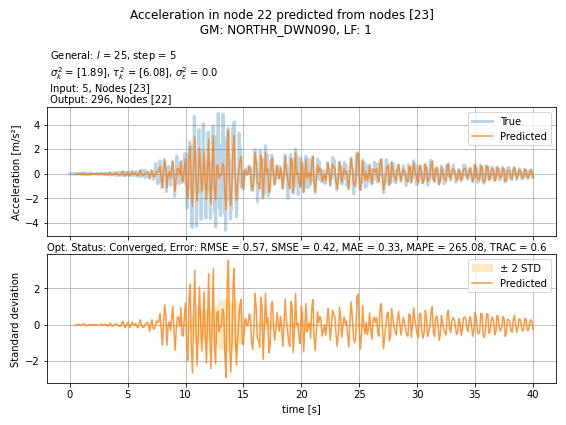 Acceleration in node 22 predicted from nodes [23]
GM: NORTHR_DWN090, LF: 1
General: l = 25, step = 5
σ²ₖ = [1.89], τ²ₖ = [6.08], σ²ε = 0.0
Input: 5, Nodes [23]
Output: 296, Nodes [22]
Acceleration [m/s²]
4
2
0
−2
−4
True
Predicted
Opt. Status: Converged, Error: RMSE = 0.57, SMSE = 0.42, MAE = 0.33, MAPE = 265.08, TRAC = 0.6
Standard deviation
2
0
−2
± 2 STD
Predicted
0 5 10 15 20 25 30 35 40
time [s]